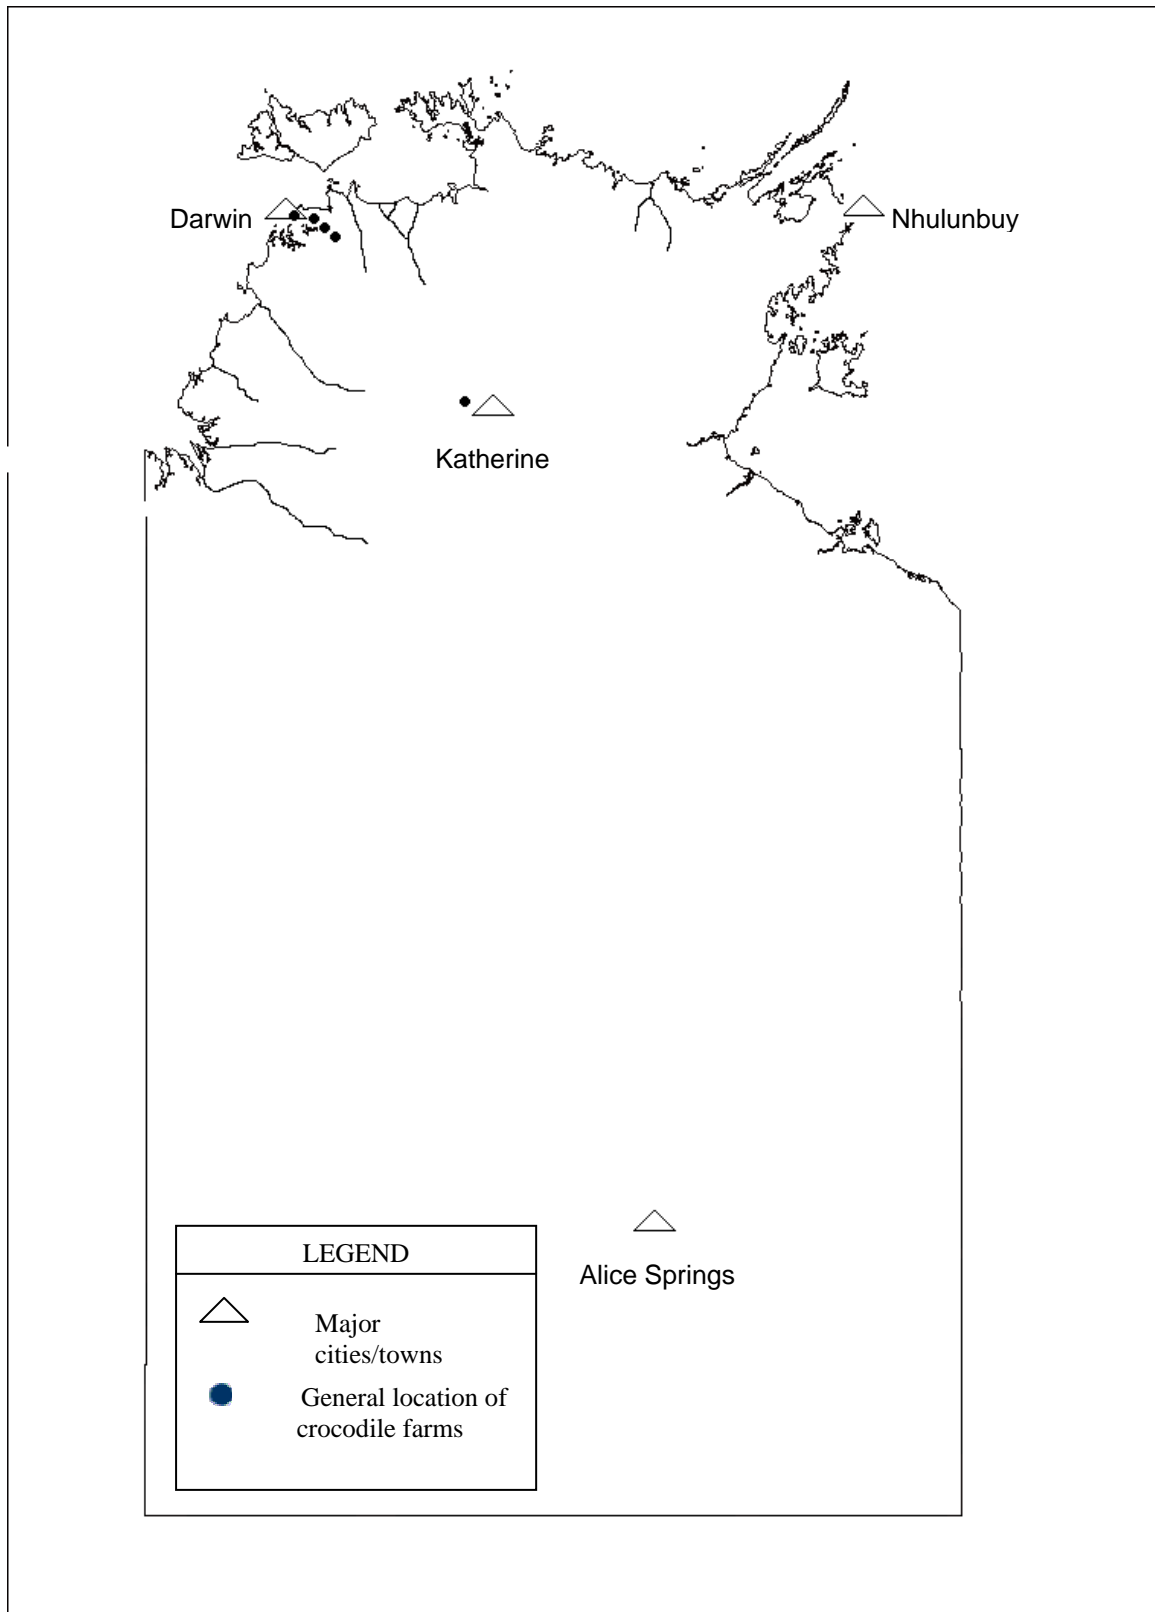 Darwin
Nhulunbuy
Katherine
Alice Springs
LEGEND
Major
cities/towns
General location of
crocodile farms